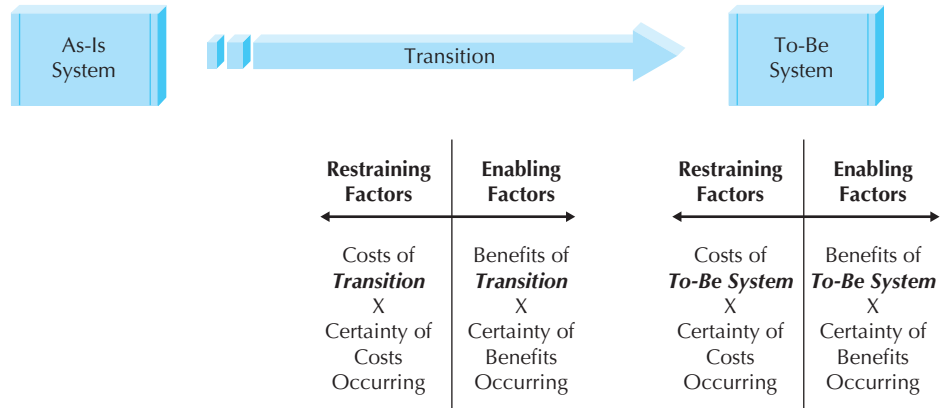 As-Is
System
Transition
To-Be
System
Restraining
Factors
Enabling
Factors
Costs of
Transition
X
Certainty of
Costs
Occurring
Benefits of
Transition
X
Certainty of
Benefits
Occurring
Restraining
Factors
Enabling
Factors
Costs of
To-Be System
X
Certainty of
Costs
Occurring
Benefits of
To-Be System
X
Certainty of
Benefits
Occurring